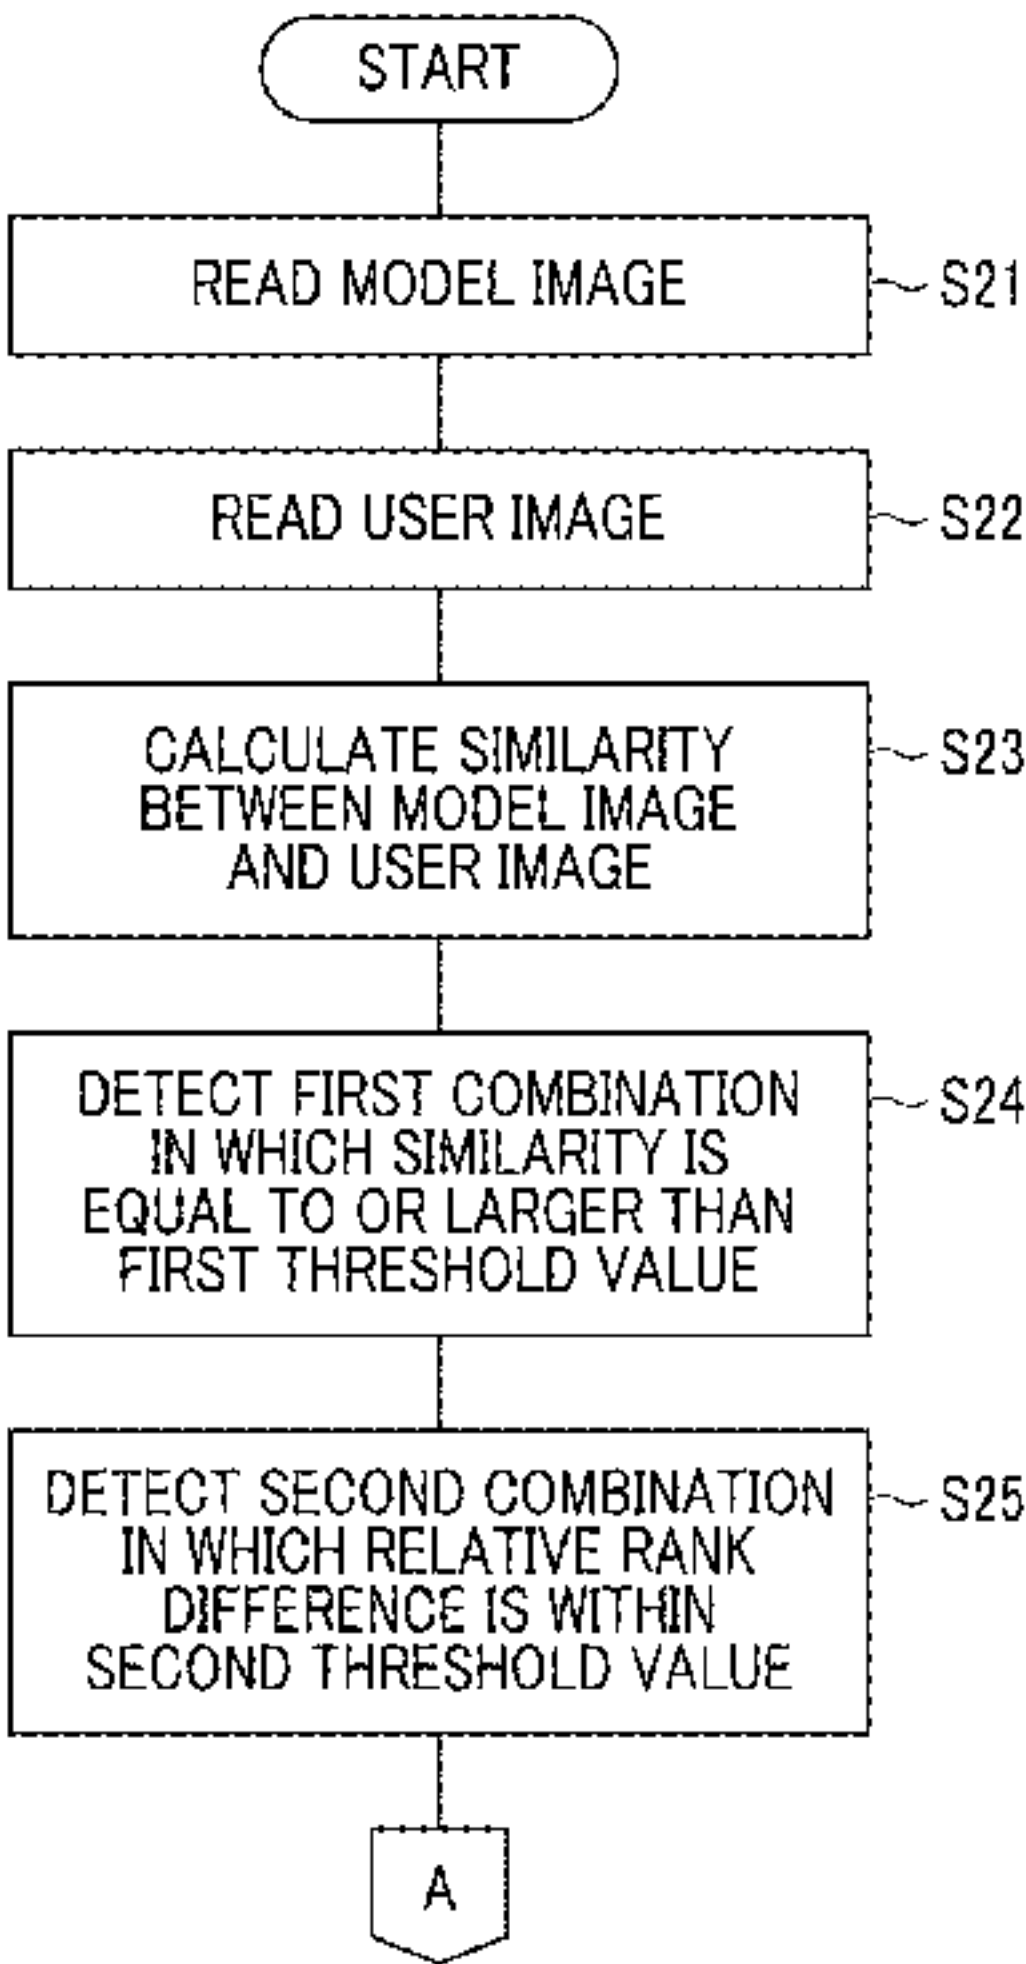 START
READ MODEL IMAGE
S21
READ USER IMAGE
S22
CALCULATE SIMILARITY
BETWEEN MODEL IMAGE
AND USER IMAGE
S23
DETECT FIRST COMBINATION
IN WHICH SIMILARITY IS
EQUAL TO OR LARGER THAN
FIRST THRESHOLD VALUE
S24
DETECT SECOND COMBINATION
IN WHICH RELATIVE RANK
DIFFERENCE IS WITHIN
SECOND THRESHOLD VALUE
S25
A